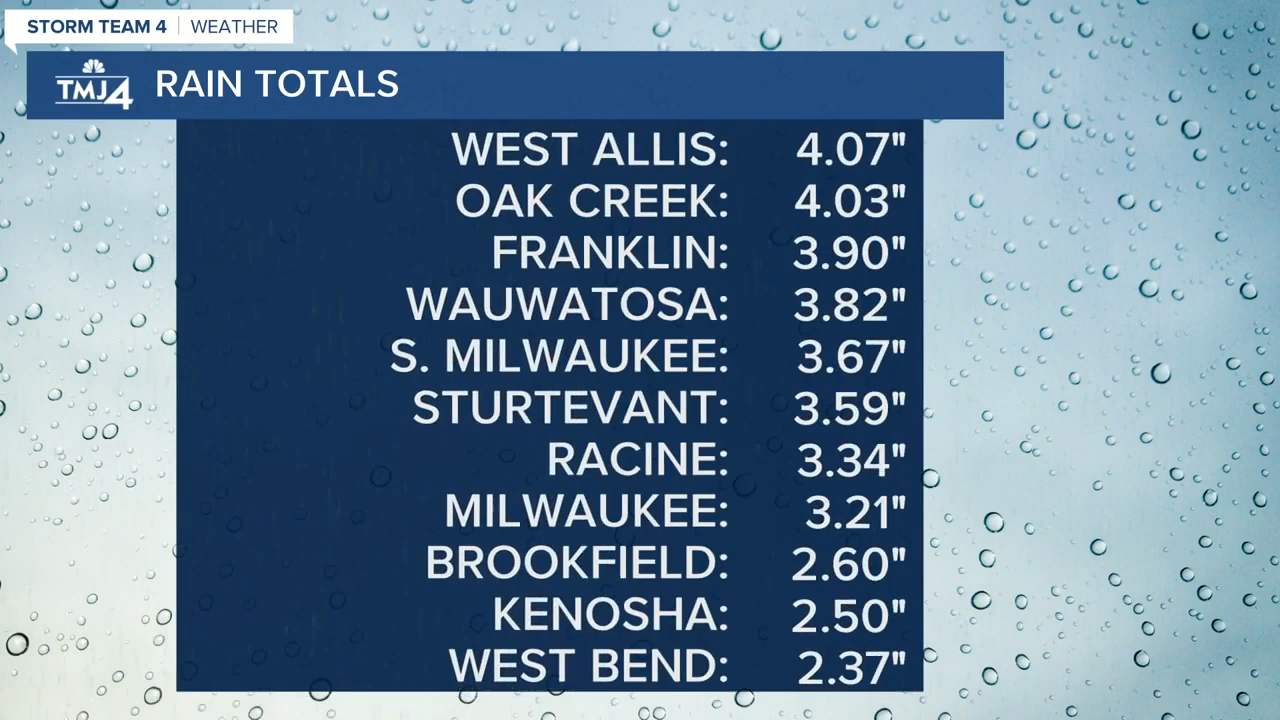 STORM TEAM 4 | WEATHER
TMJ4 RAIN TOTALS
WEST ALLIS: 4.07"
OAK CREEK: 4.03"
FRANKLIN: 3.90"
WAUWATOSA: 3.82"
S. MILWAUKEE: 3.67"
STURTEVANT: 3.59"
RACINE: 3.34"
MILWAUKEE: 3.21"
BROOKFIELD: 2.60"
KENOSHA: 2.50"
WEST BEND: 2.37"